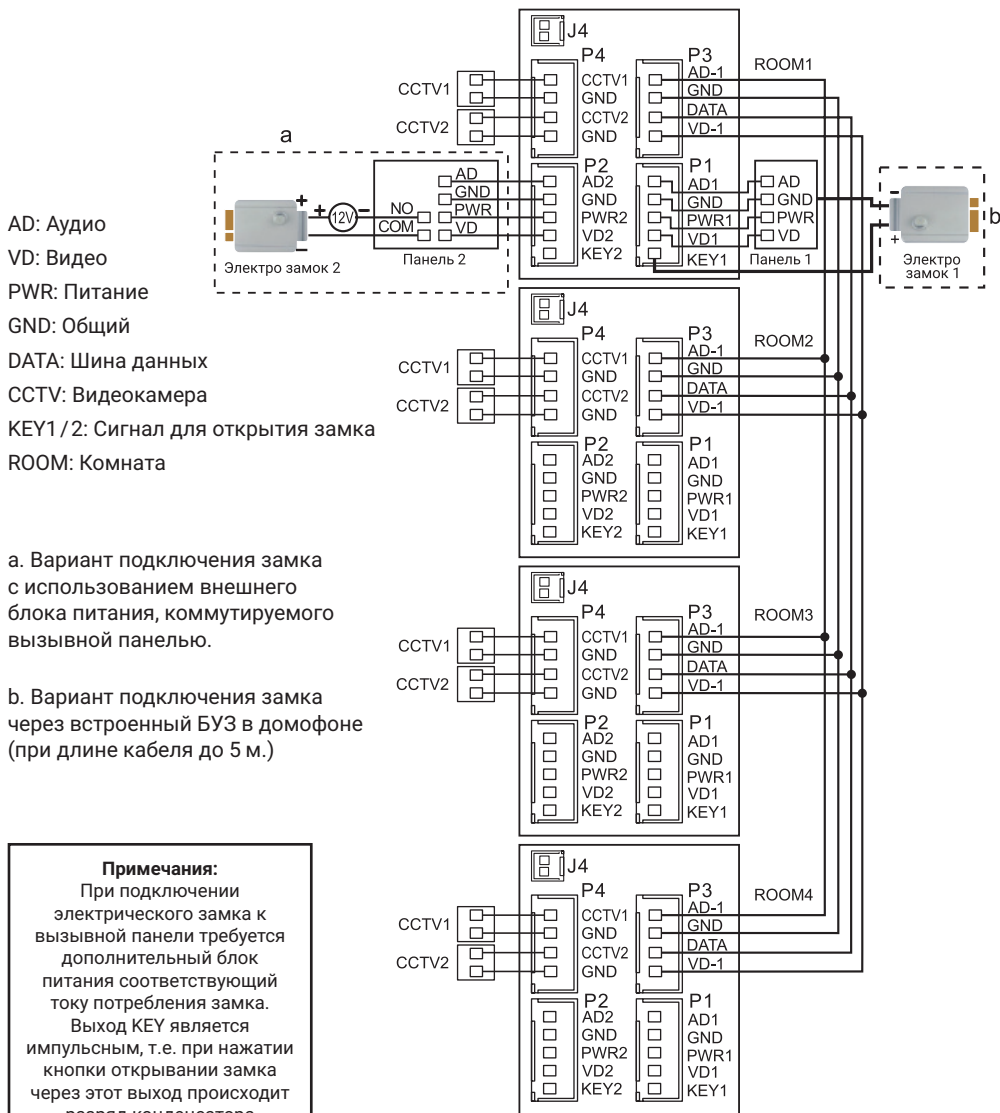 J4
P4
P3
CCTV1
GND
CCTV2
GND
AD-1
GND
DATA
VD-1
ROOM1
CCTV1
CCTV2
a
AD
GND
PWR
VD
NO
COM
+
−
+
12V
−
Электро замок 2
Панель 2
P2
AD2
GND
PWR2
VD2
KEY2
P1
AD1
GND
PWR1
VD1
KEY1
AD
GND
PWR
VD
Панель 1
−
+
Электро
замок 1
b
AD: Аудио
VD: Видео
PWR: Питание
GND: Общий
DATA: Шина данных
CCTV: Видеокамера
KEY1/2: Сигнал для открытия замка
ROOM: Комната
J4
P4
P3
CCTV1
GND
CCTV2
GND
AD-1
GND
DATA
VD-1
ROOM2
CCTV1
CCTV2
P2
AD2
GND
PWR2
VD2
KEY2
P1
AD1
GND
PWR1
VD1
KEY1
a. Вариант подключения замка
с использованием внешнего
блока питания, коммутируемого
вызывной панелью.
b. Вариант подключения замка
через встроенный БУЗ в домофоне
(при длине кабеля до 5 м.)
J4
P4
P3
CCTV1
GND
CCTV2
GND
AD-1
GND
DATA
VD-1
ROOM3
CCTV1
CCTV2
P2
AD2
GND
PWR2
VD2
KEY2
P1
AD1
GND
PWR1
VD1
KEY1
Примечания:
При подключении
электрического замка к
вызывной панели требуется
дополнительный блок
питания соответствующий
току потребления замка.
Выход KEY является
импульсным, т.е. при нажатии
кнопки открывании замка
через этот выход происходит
разряд конденсатора
J4
P4
P3
CCTV1
GND
CCTV2
GND
AD-1
GND
DATA
VD-1
ROOM4
CCTV1
CCTV2
P2
AD2
GND
PWR2
VD2
KEY2
P1
AD1
GND
PWR1
VD1
KEY1